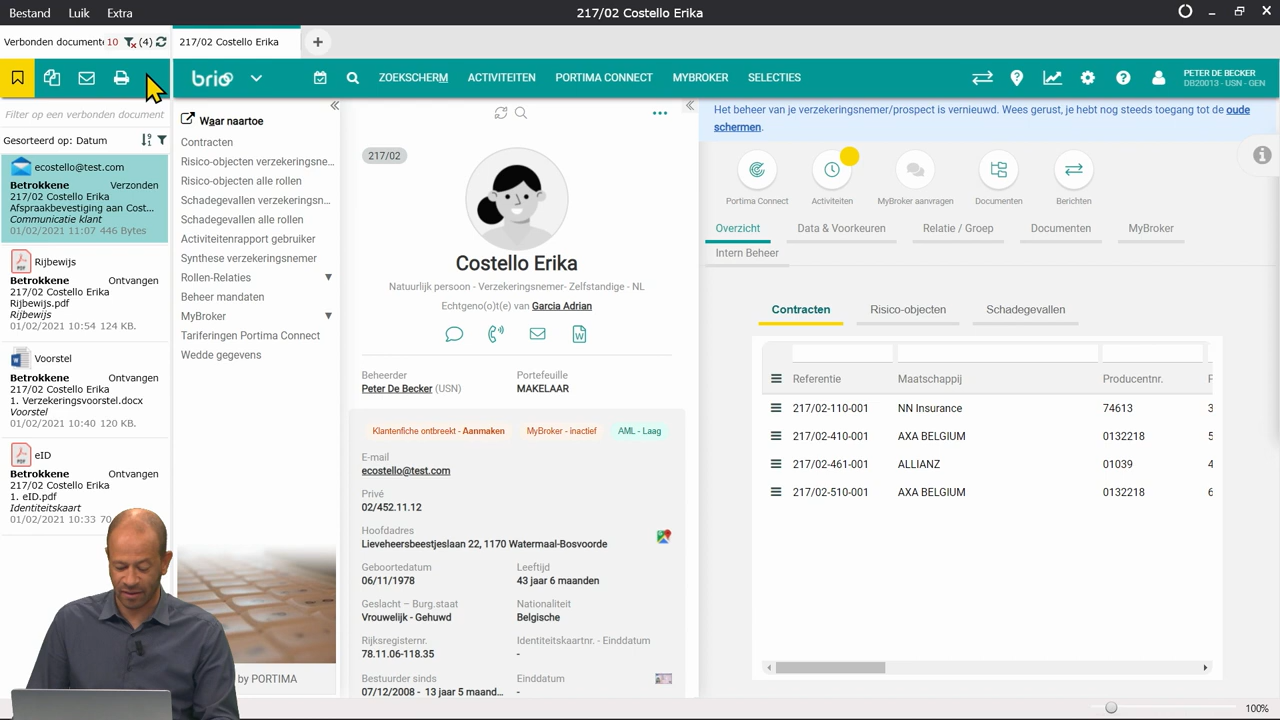 Bestand Luik Extra
217/02 Costello Erika
Verbonden documente 10 (4)
217/02 Costello Erika
+
brio
ZOEKSCHERM
ACTIVITEITEN
PORTIMA CONNECT
MYBROKER
SELECTIES
PETER DE BECKER
DB20013 - USN - GEN
Filter op een verbonden document
Gesorteerd op: Datum
ecostello@test.com
Betrokkene Verzonden
217/02 Costello Erika
Afspraakbevestiging aan Cost...
Communicatie klant
01/02/2021 11:07 446 Bytes
Rijbewijs
Betrokkene Ontvangen
217/02 Costello Erika
Rijbewijs.pdf
Rijbewijs
01/02/2021 10:54 124 KB.
Voorstel
Betrokkene Ontvangen
217/02 Costello Erika
1. Verzekeringsvoorstel.docx
Voorstel
01/02/2021 10:40 120 KB.
eID
Betrokkene Ontvangen
217/02 Costello Erika
1. eID.pdf
Identiteitskaart
01/02/2021 10:33 70
Waar naartoe
Contracten
Risico-objecten verzekeringsne...
Risico-objecten alle rollen
Schadegevallen verzekeringsn...
Schadegevallen alle rollen
Activiteitenrapport gebruiker
Synthese verzekeringsnemer
Rollen-Relaties
Beheer mandaten
MyBroker
Tariferingen Portima Connect
Wedde gegevens
by PORTIMA
217/02
Costello Erika
Natuurlijk persoon - Verzekeringsnemer- Zelfstandige - NL
Echtgeno(o)t(e) van Garcia Adrian
Beheerder
Peter De Becker (USN)
Portefeuille
MAKELAAR
Klantenfiche ontbreekt - Aanmaken
MyBroker - inactief
AML - Laag
E-mail
ecostello@test.com
Privé
02/452.11.12
Hoofdadres
Lieveheersbeestjeslaan 22, 1170 Watermaal-Bosvoorde
Geboortedatum
06/11/1978
Leeftijd
43 jaar 6 maanden
Geslacht – Burg.staat
Vrouwelijk - Gehuwd
Nationaliteit
Belgische
Rijksregisternr.
78.11.06-118.35
Identiteitskaartnr. - Einddatum
-
Bestuurder sinds
07/12/2008 - 13 jaar 5 maand...
Einddatum
-
Het beheer van je verzekeringsnemer/prospect is vernieuwd. Wees gerust, je hebt nog steeds toegang tot de oude
schermen.
Portima Connect
Activiteiten
MyBroker aanvragen
Documenten
Berichten
Overzicht
Data & Voorkeuren
Relatie / Groep
Documenten
MyBroker
Intern Beheer
Contracten
Risico-objecten
Schadegevallen
Referentie Maatschappij Producentnr.
217/02-110-001 NN Insurance 74613 3
217/02-410-001 AXA BELGIUM 0132218 5
217/02-461-001 ALLIANZ 01039 4
217/02-510-001 AXA BELGIUM 0132218 6
100%